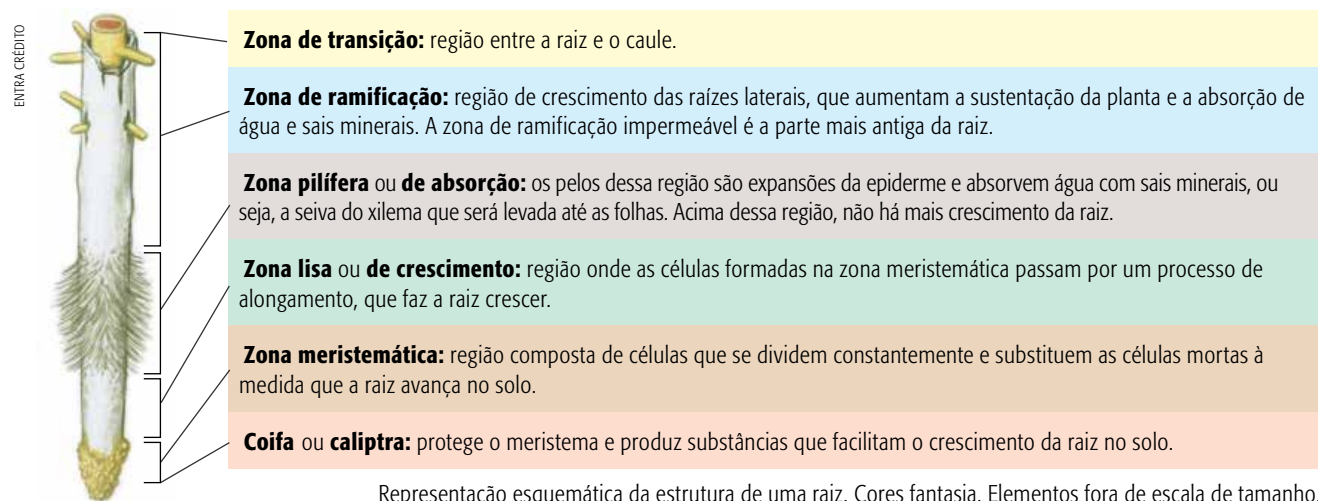 ENTRA CRÉDITO
Zona de transição: região entre a raiz e o caule.
Zona de ramificação: região de crescimento das raízes laterais, que aumentam a sustentação da planta e a absorção de
água e sais minerais. A zona de ramificação impermeável é a parte mais antiga da raiz.
Zona pilífera ou de absorção: os pelos dessa região são expansões da epiderme e absorvem água com sais minerais, ou
seja, a seiva do xilema que será levada até as folhas. Acima dessa região, não há mais crescimento da raiz.
Zona lisa ou de crescimento: região onde as células formadas na zona meristemática passam por um processo de
alongamento, que faz a raiz crescer.
Zona meristemática: região composta de células que se dividem constantemente e substituem as células mortas à
medida que a raiz avança no solo.
Coifa ou caliptra: protege o meristema e produz substâncias que facilitam o crescimento da raiz no solo.
Representação esquemática da estrutura de uma raiz. Cores fantasia. Elementos fora de escala de tamanho.